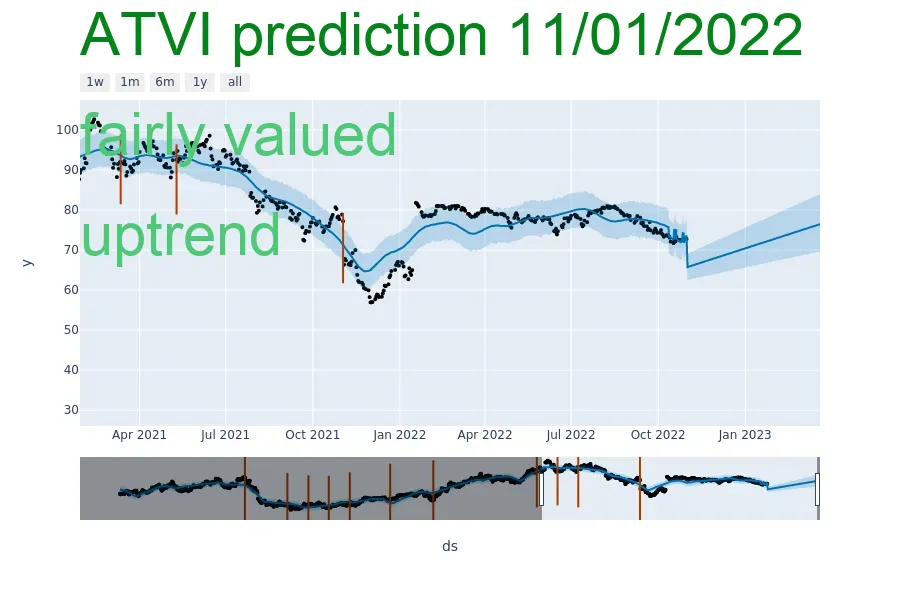 ATVI prediction 11/01/2022
1w 1m 6m 1y all
fairly valued
uptrend
100
90
80
70
60
50
40
30
y
Apr 2021 Jul 2021 Oct 2021 Jan 2022 Apr 2022 Jul 2022 Oct 2022 Jan 2023
ds